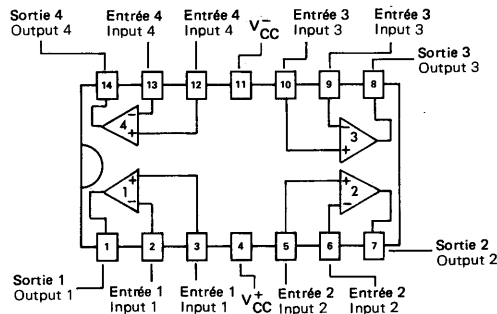 Sortie 4
Output 4
Entrée 4
Input 4
Entrée 4
Input 4
V-CC
Entrée 3
Input 3
Entrée 3
Input 3
Sortie 3
Output 3
14
13
12
11
10
9
8
4
-
+
-
+
3
1
+
-
+
-
2
1
2
3
4
5
6
7
Sortie 1
Output 1
Entrée 1
Input 1
Entrée 1
Input 1
V+CC
Entrée 2
Input 2
Entrée 2
Input 2
Sortie 2
Output 2